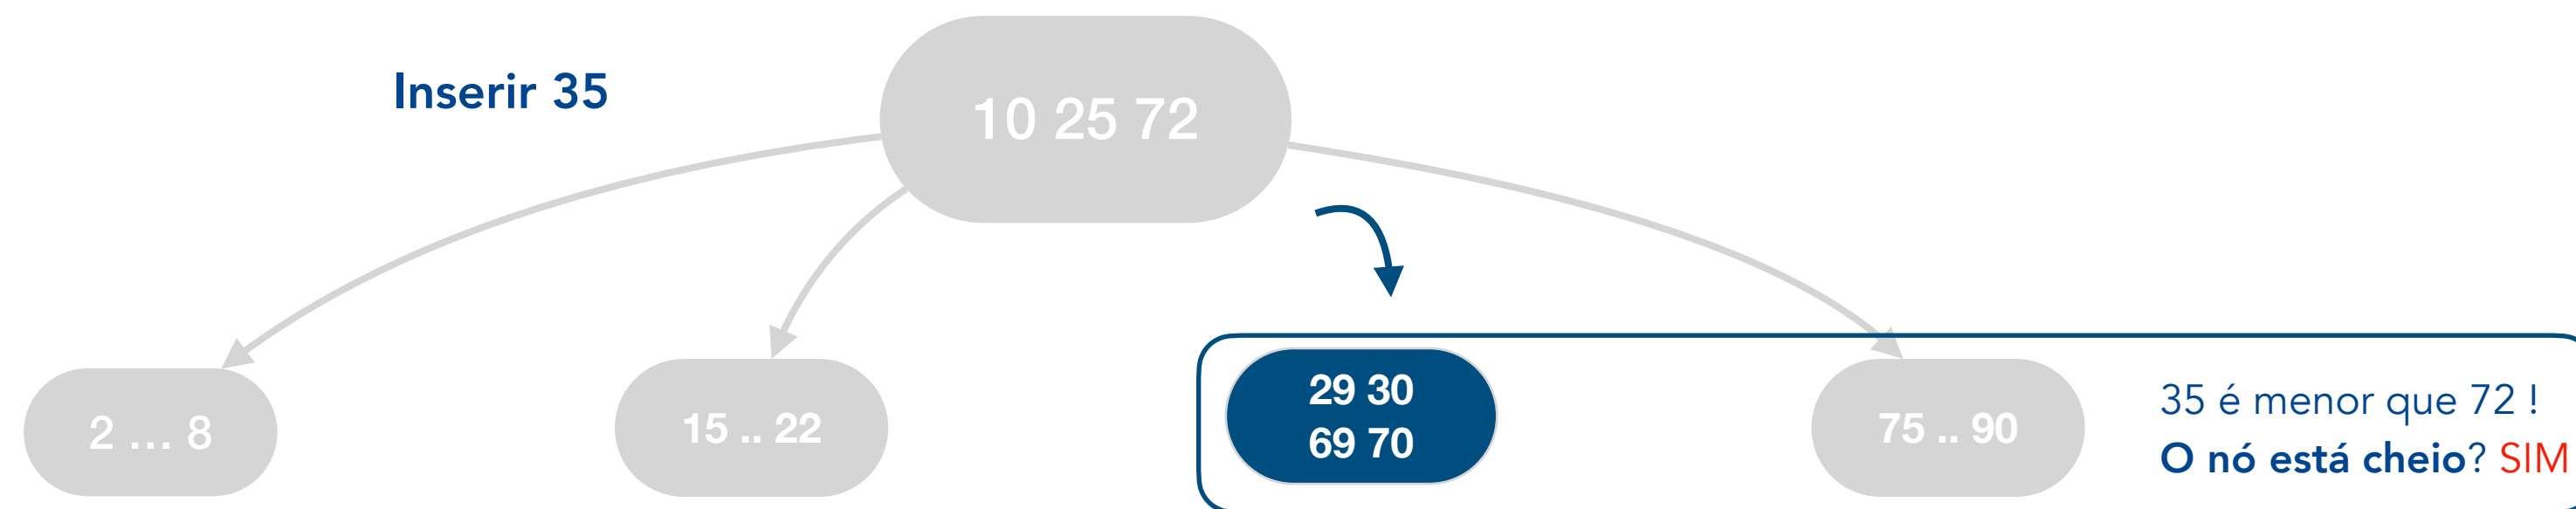 Inserir 35
10 25 72
2 ... 8
15 .. 22
29 30
69 70
75 .. 90
35 é menor que 72 !
O nó está cheio? SIM